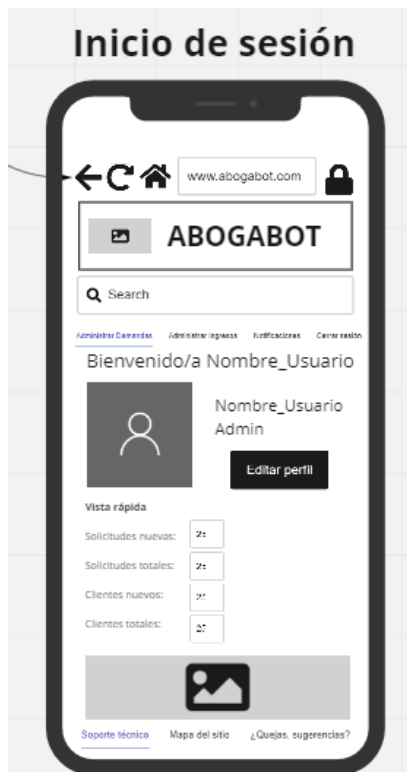 Inicio de sesión
www.abogabot.com
ABOGABOT
Search
Administrar Demandas Administrar Ingresos Notificaciones Cerrar sesión
Bienvenido/a Nombre_Usuario
Nombre_Usuario
Admin
Editar perfil
Vista rápida
Solicitudes nuevas:
Solicitudes totales:
Clientes nuevos:
Clientes totales:
Soporte técnico Mapa del sitio ¿Quejas, sugerencias?